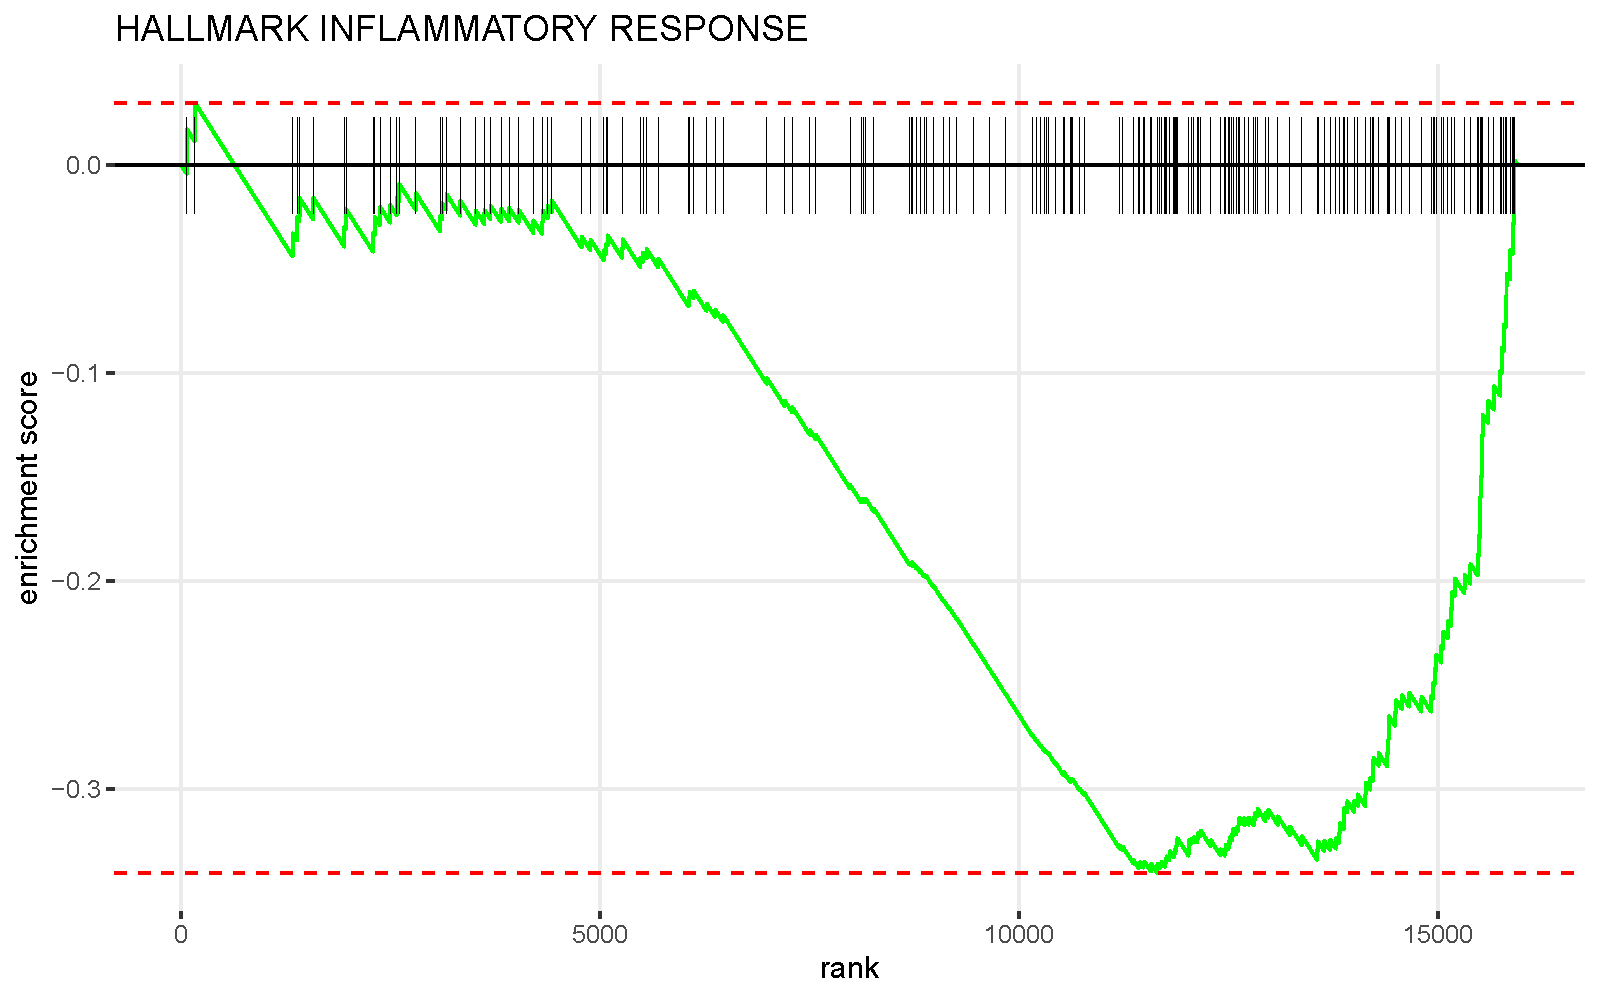 HALLMARK INFLAMMATORY RESPONSE
enrichment score
0.0
−0.1
−0.2
−0.3
0
5000
10000
15000
rank